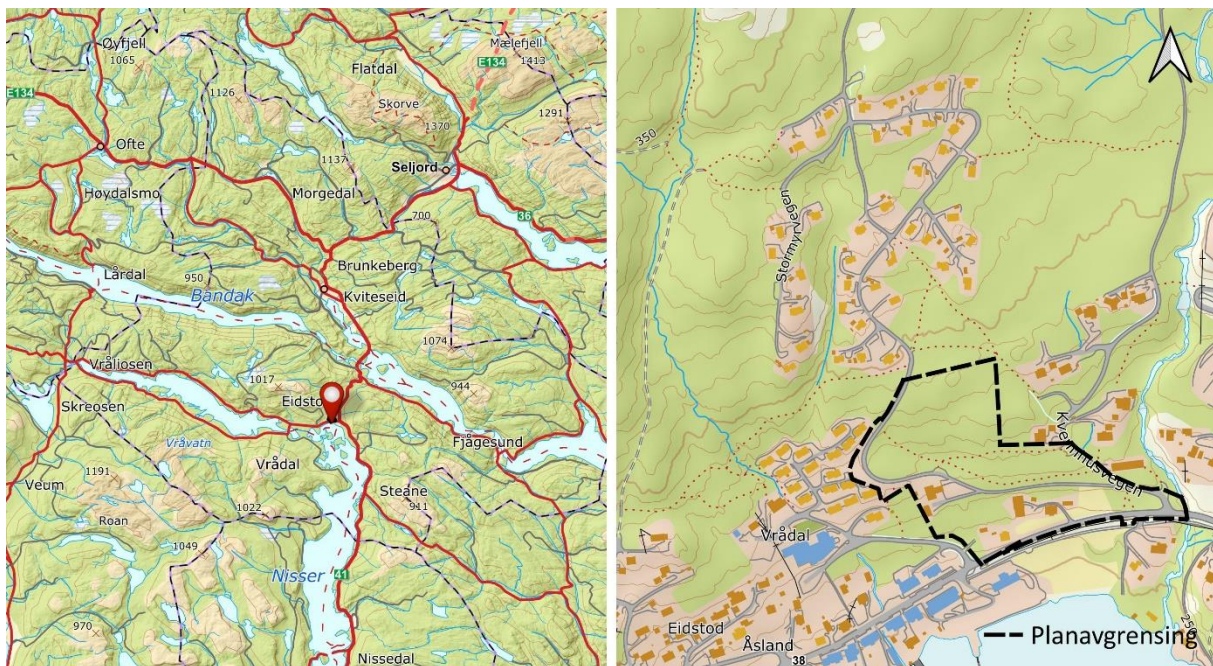 Øyfjell
1065
Mælefjell
1413
E134
Flatdal
E134
1126
Skorve
1291
1370
Ofte
1137
Seljord
Høydalsmo
Morgedal
700
36
Lårdal
950
Brunkeberg
Bandak
Kviteseid
1074
Vråliosen
1017
944
Eidstod
Skreosen
Vråvatn
Fjågesund
Vrådal
1191
Veum
Steane
911
Roan
1022
1049
Nisser
41
970
Nissedal
350
Stormyrvegen
Kvennhusvegen
Vrådal
Eidstod
Åsland
38
250
Planavgrensing